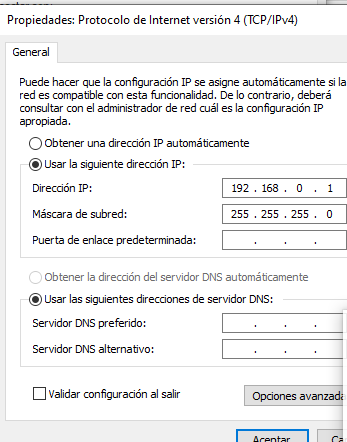 Propiedades: Protocolo de Internet versión 4 (TCP/IPv4)
General
Puede hacer que la configuración IP se asigne automáticamente si la
red es compatible con esta funcionalidad. De lo contrario, deberá
consultar con el administrador de red cuál es la configuración IP
apropiada.
Obtener una dirección IP automáticamente
Usar la siguiente dirección IP:
Dirección IP: 192 . 168 . 0 . 1
Máscara de subred: 255 . 255 . 255 . 0
Puerta de enlace predeterminada: . . .
Obtener la dirección del servidor DNS automáticamente
Usar las siguientes direcciones de servidor DNS:
Servidor DNS preferido: . . .
Servidor DNS alternativo: . . .
Validar configuración al salir
Opciones avanzada
Aceptar
Ca